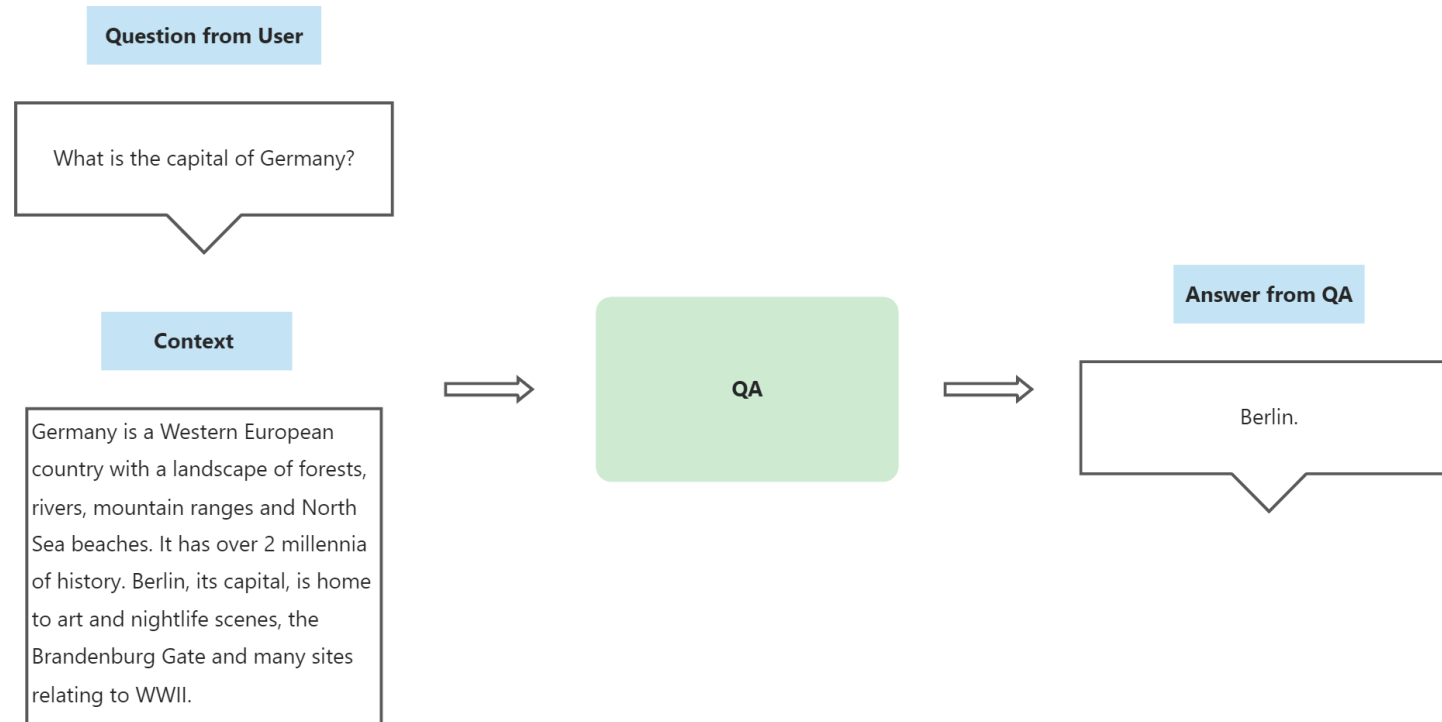 Question from User
What is the capital of Germany?
Context
Germany is a Western European
country with a landscape of forests,
rivers, mountain ranges and North
Sea beaches. It has over 2 millennia
of history. Berlin, its capital, is home
to art and nightlife scenes, the
Brandenburg Gate and many sites
relating to WWII.
QA
Answer from QA
Berlin.